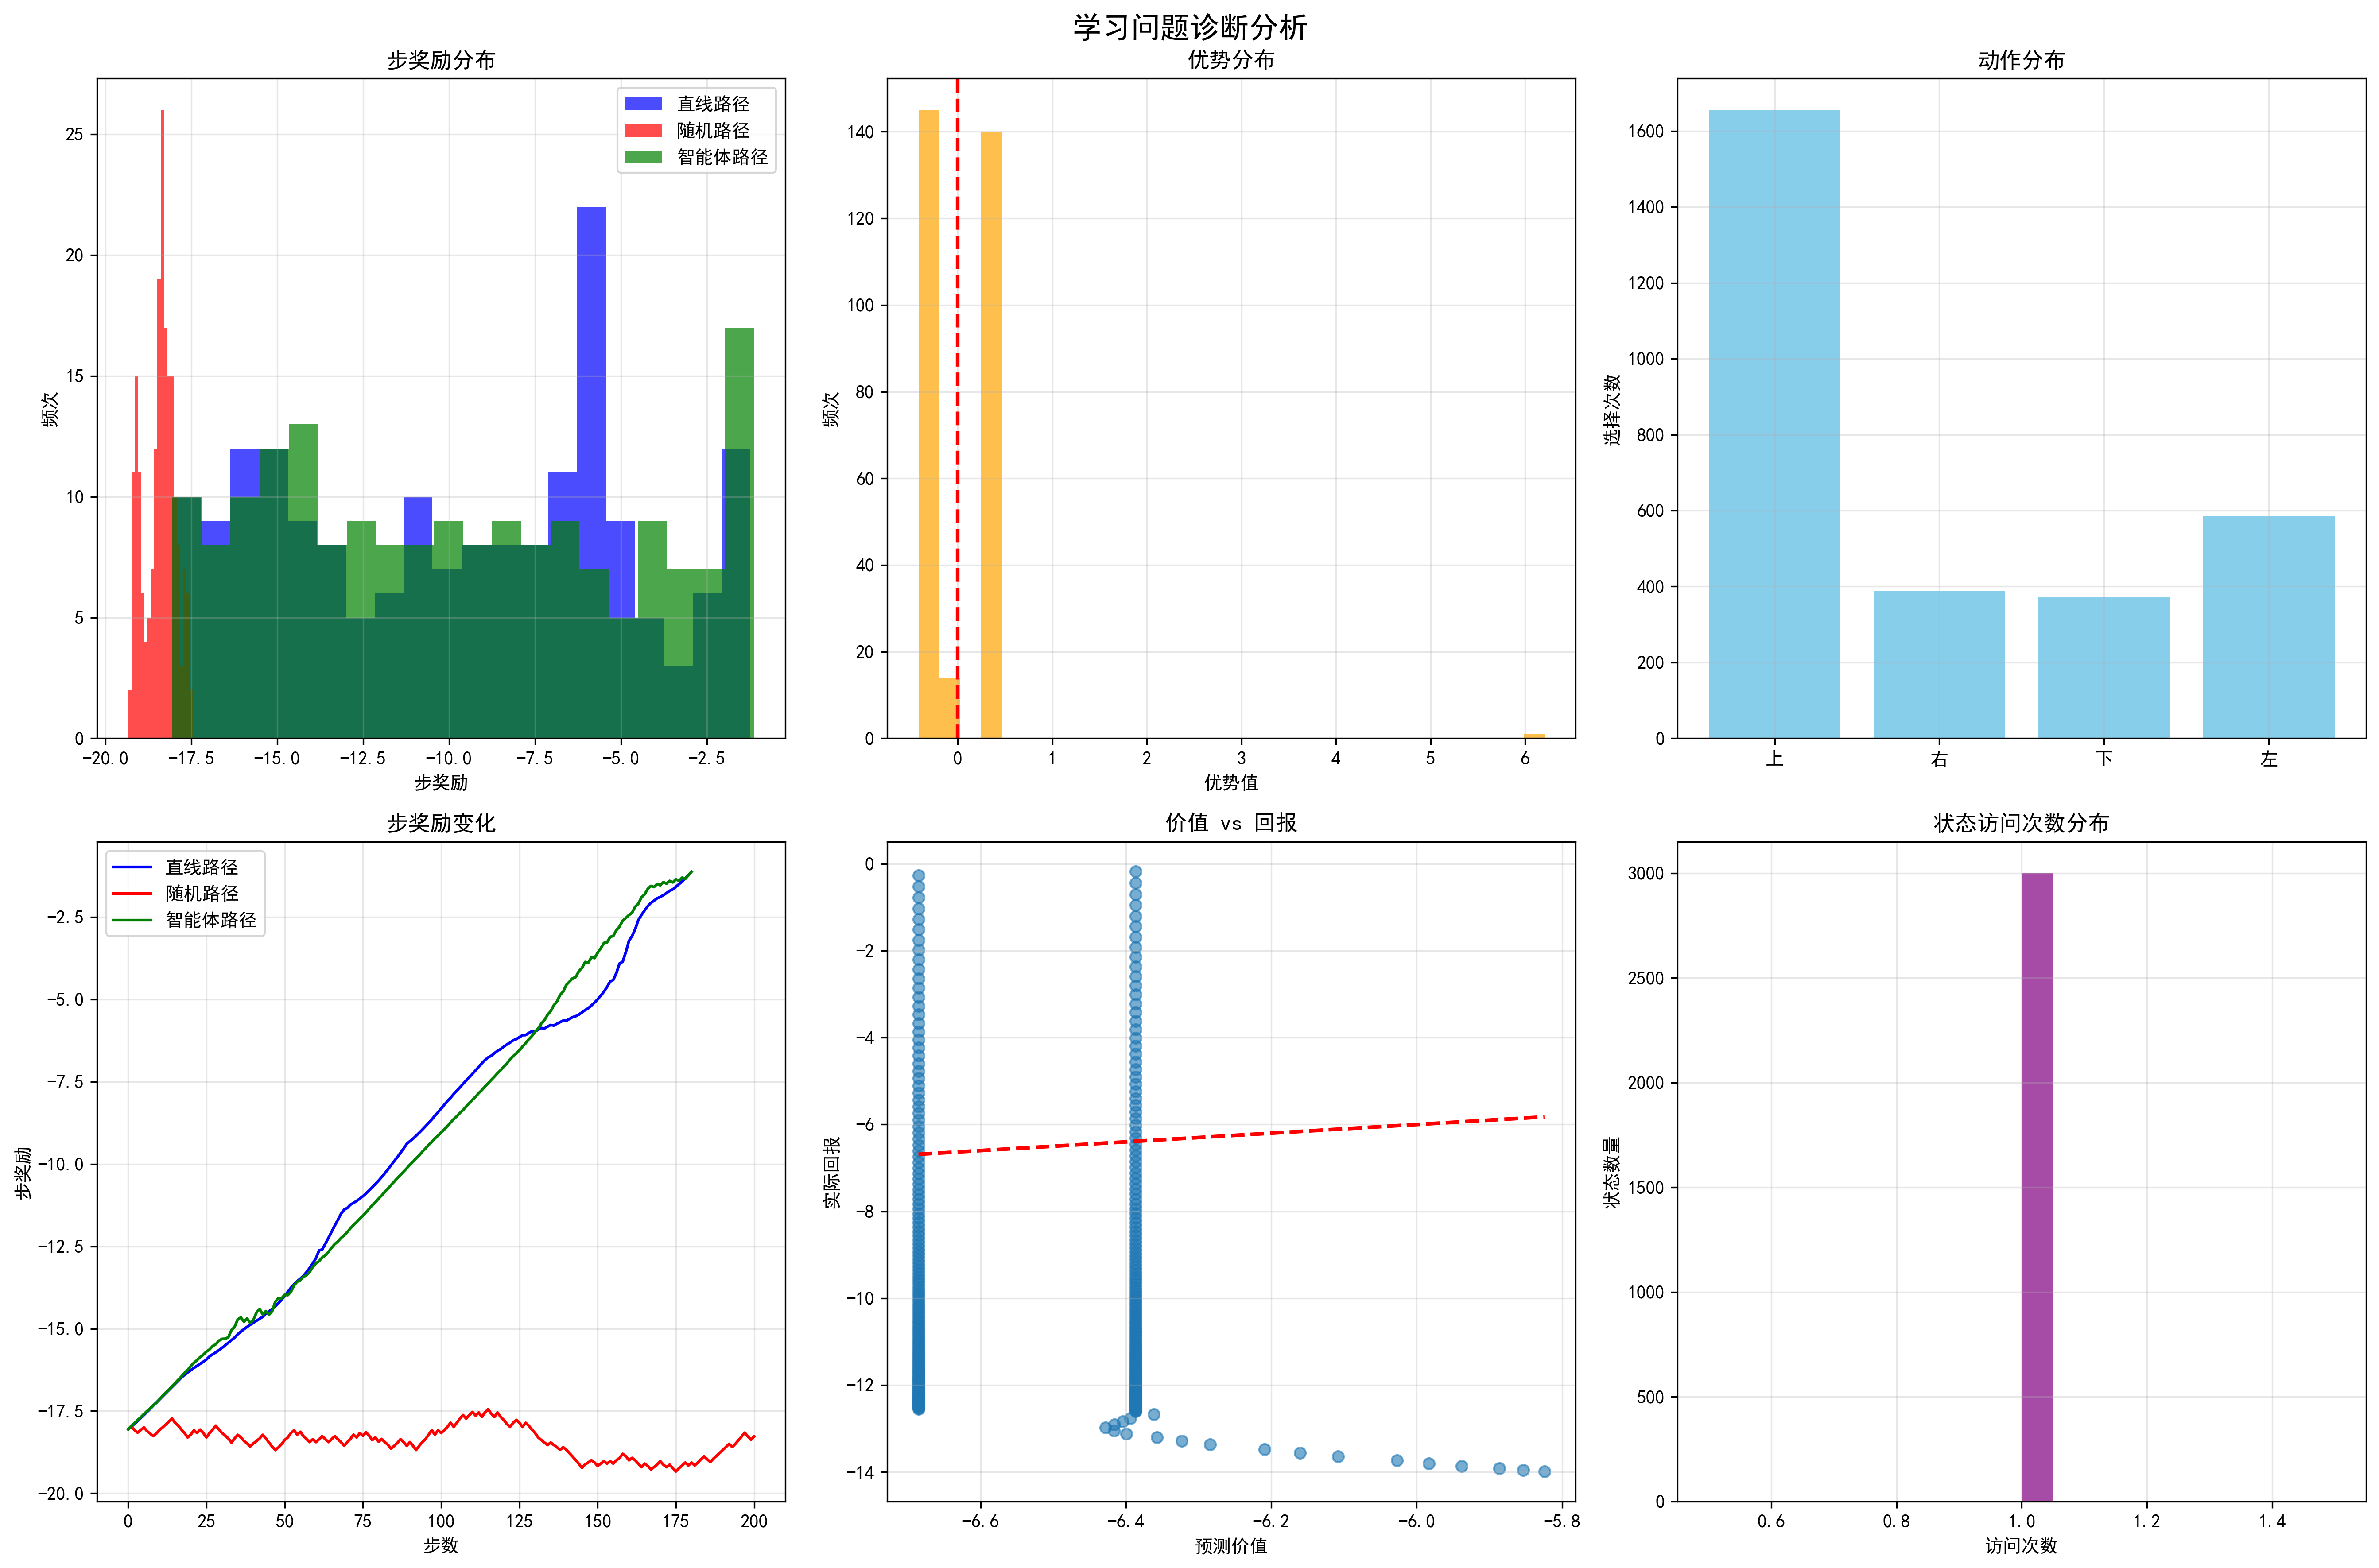 学习问题诊断分析
步奖励分布
直线路径
随机路径
智能体路径
频次
25
20
15
10
5
0
−20.0 −17.5 −15.0 −12.5 −10.0 −7.5 −5.0 −2.5
步奖励
优势分布
频次
140
120
100
80
60
40
20
0
0 1 2 3 4 5 6
优势值
动作分布
选择次数
1600
1400
1200
1000
800
600
400
200
0
上 右 下 左
步奖励变化
直线路径
随机路径
智能体路径
步奖励
−2.5
−5.0
−7.5
−10.0
−12.5
−15.0
−17.5
−20.0
0 25 50 75 100 125 150 175 200
步数
价值 vs 回报
实际回报
0
−2
−4
−6
−8
−10
−12
−14
−6.6 −6.4 −6.2 −6.0 −5.8
预测价值
状态访问次数分布
状态数量
3000
2500
2000
1500
1000
500
0
0.6 0.8 1.0 1.2 1.4
访问次数